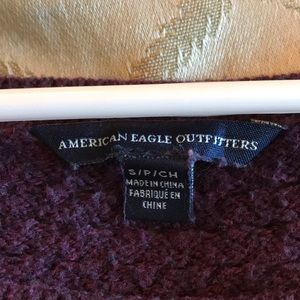 AMERICAN EAGLE OUTFITTERS
S/P/CH
MADE IN CHINA
FABRIQUÉ EN
CHINE